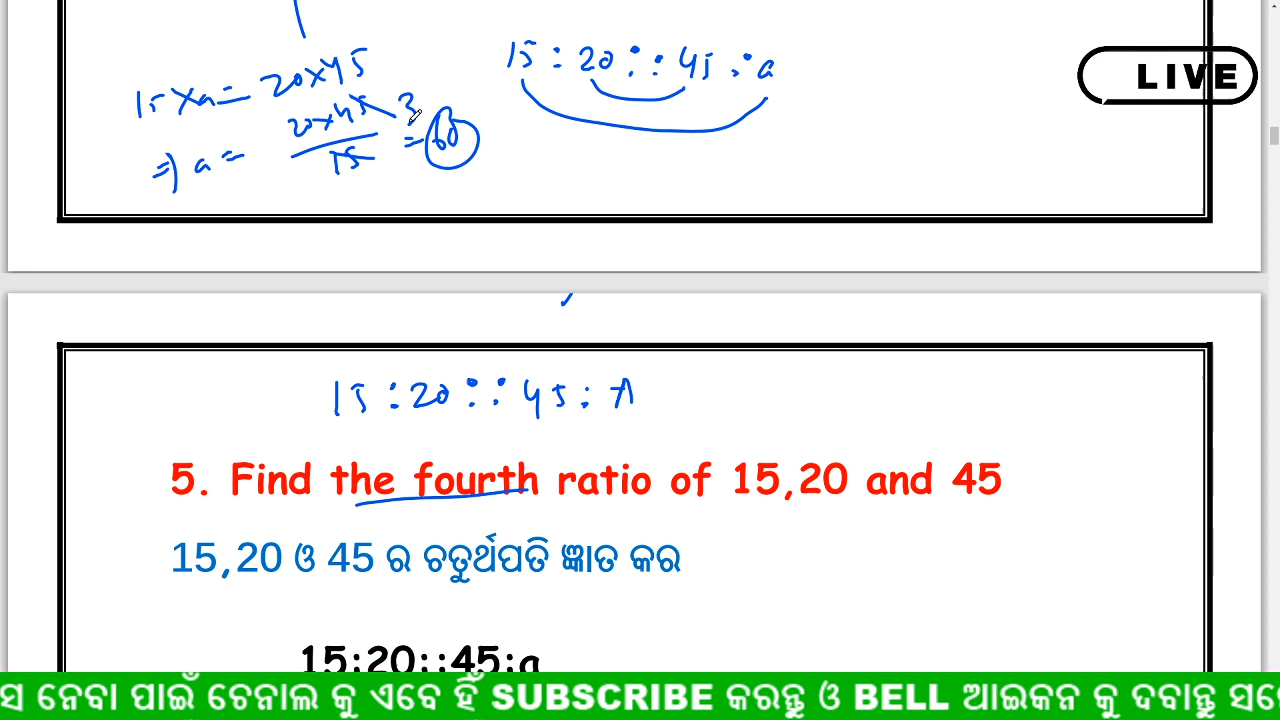 15 : 20 :: 45 : a
LIVE
15 × a = 20×45
⇒ a = 20×45 3 / 15 = 60
15 : 20 :: 45 : A
5. Find the fourth ratio of 15,20 and 45
15,20 ଓ 45 ର ଚତୁର୍ଥପତି ଜ୍ଞାତ କର
15:20::45:a
ସ ନେବା ପାଇଁ ଚେନାଲ କୁ ଏବେ ହିଁ SUBSCRIBE କରନ୍ତୁ ଓ BELL ଆଇକନ କୁ ଦବାନ୍ତୁ